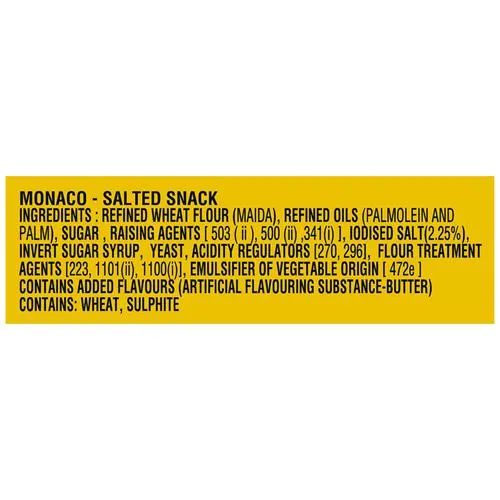 MONACO - SALTED SNACK
INGREDIENTS : REFINED WHEAT FLOUR (MAIDA), REFINED OILS (PALMOLEIN AND
PALM), SUGAR , RAISING AGENTS [ 503 ( ii ), 500 (ii) ,341(i) ], IODISED SALT(2.25%),
INVERT SUGAR SYRUP, YEAST, ACIDITY REGULATORS [270, 296], FLOUR TREATMENT
AGENTS [223, 1101(ii), 1100(i)], EMULSIFIER OF VEGETABLE ORIGIN [ 472e ]
CONTAINS ADDED FLAVOURS (ARTIFICIAL FLAVOURING SUBSTANCE-BUTTER)
CONTAINS: WHEAT, SULPHITE